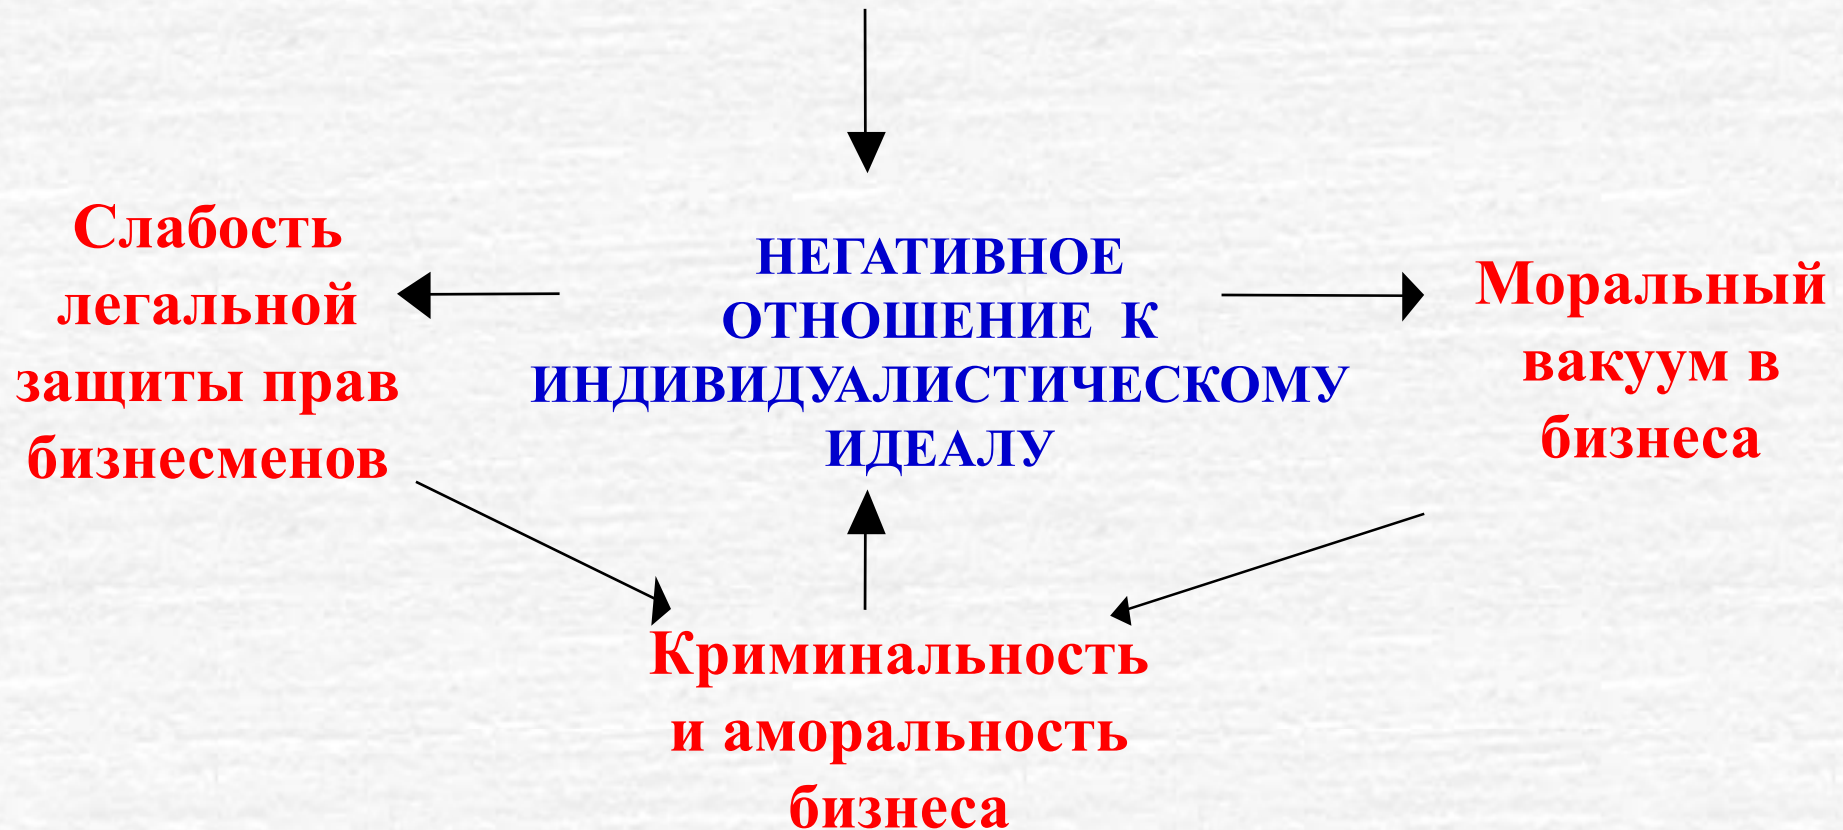 Слабость
легальной
защиты прав
бизнесменов
НЕГАТИВНОЕ
ОТНОШЕНИЕ К
ИНДИВИДУАЛИСТИЧЕСКОМУ
ИДЕАЛУ
Моральный
вакуум в
бизнеса
Криминальность
и аморальность
бизнеса